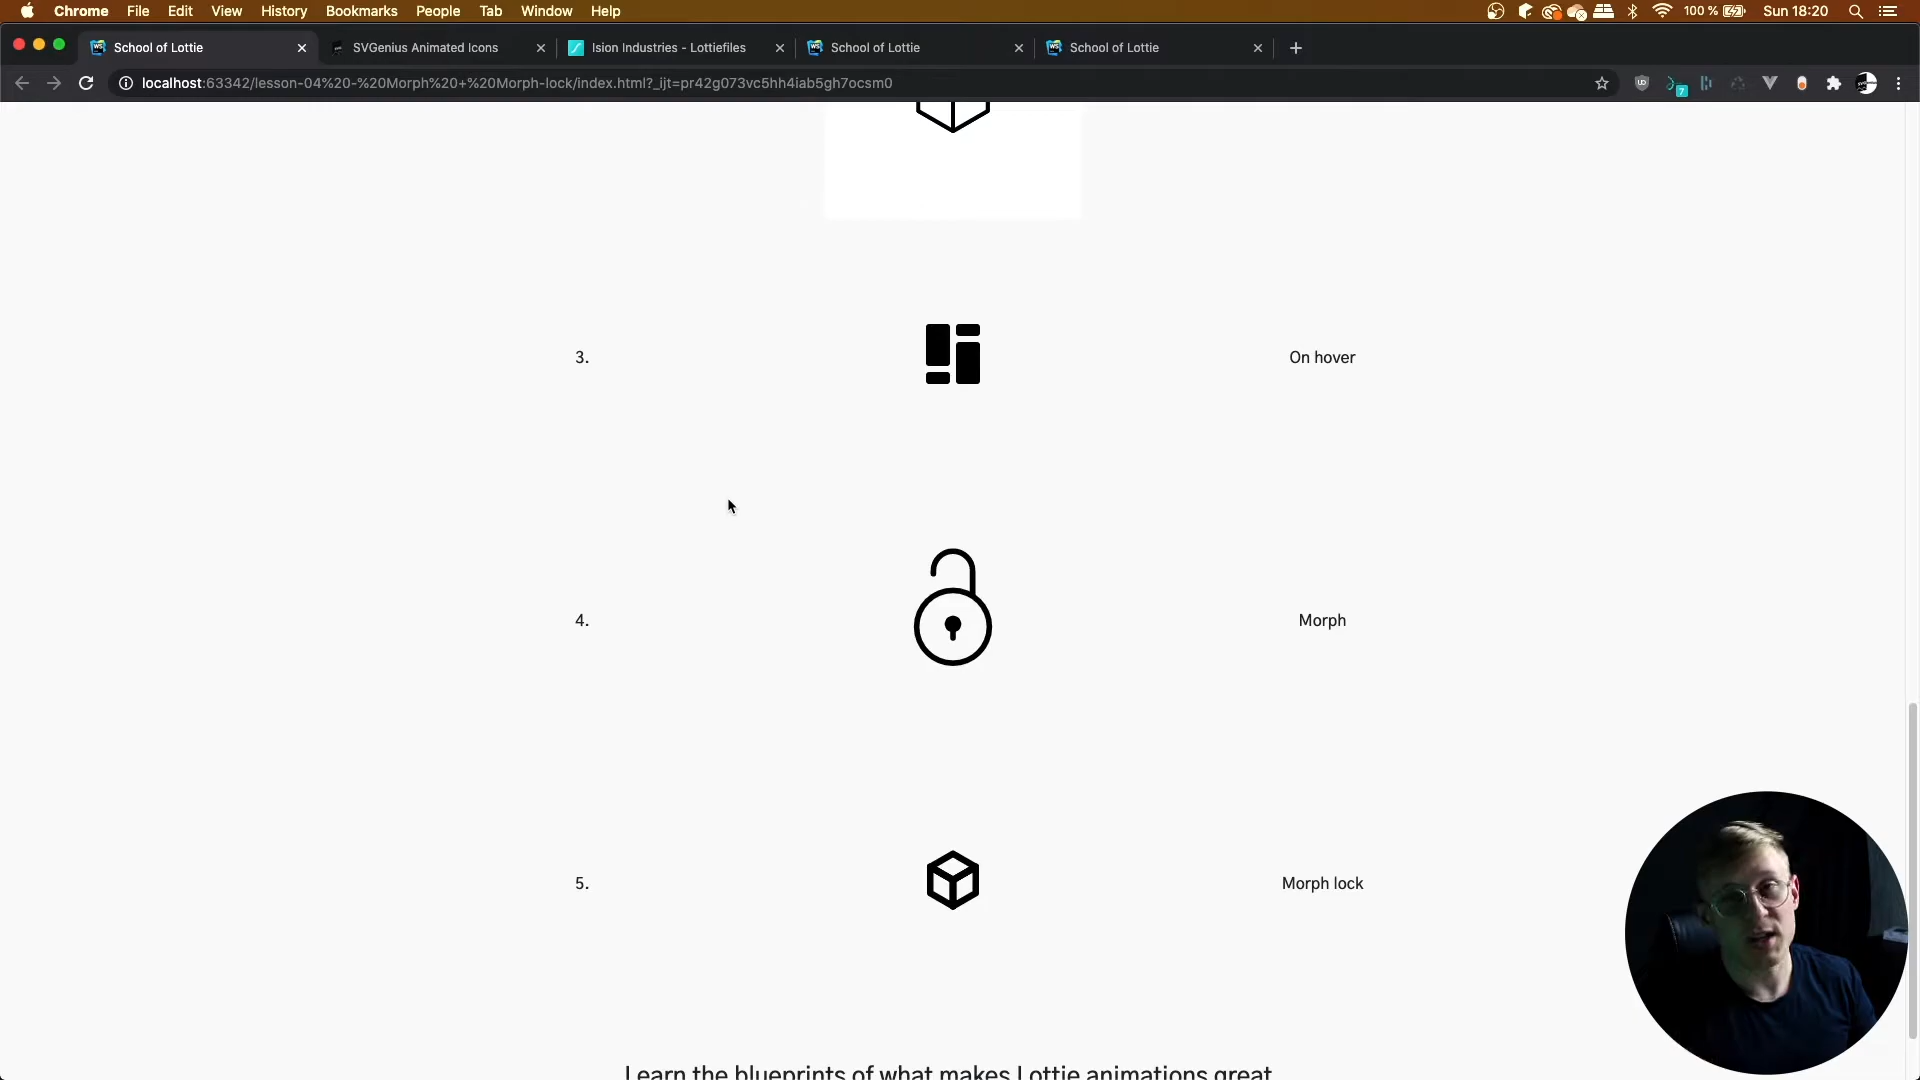 Chrome File Edit View History Bookmarks People Tab Window Help 100 % Sun 18:20
School of Lottie SVGenius Animated Icons Ision Industries - Lottiefiles School of Lottie School of Lottie
localhost:63342/lesson-04%20-%20Morph%20+%20Morph-lock/index.html?_ijt=pr42g073vc5hh4iab5gh7ocsm0 7
3. On hover
4. Morph
5. Morph lock
Learn the blueprints of what makes Lottie animations great